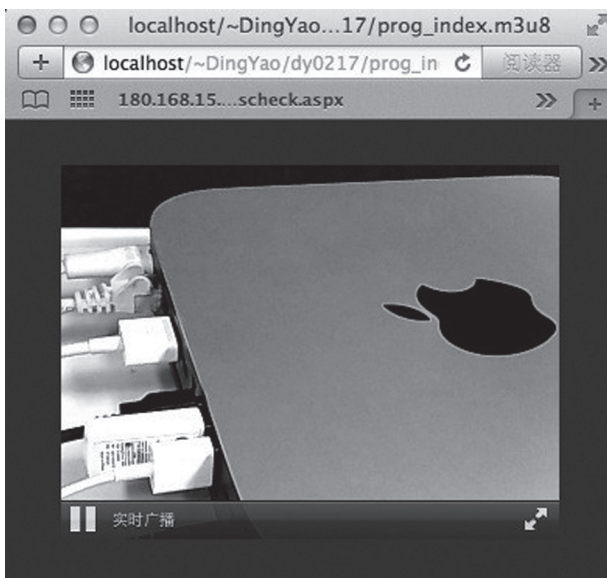 localhost/~DingYao...17/prog_index.m3u8
localhost/~DingYao/dy0217/prog_in
阅读器
180.168.15....scheck.aspx
实时广播